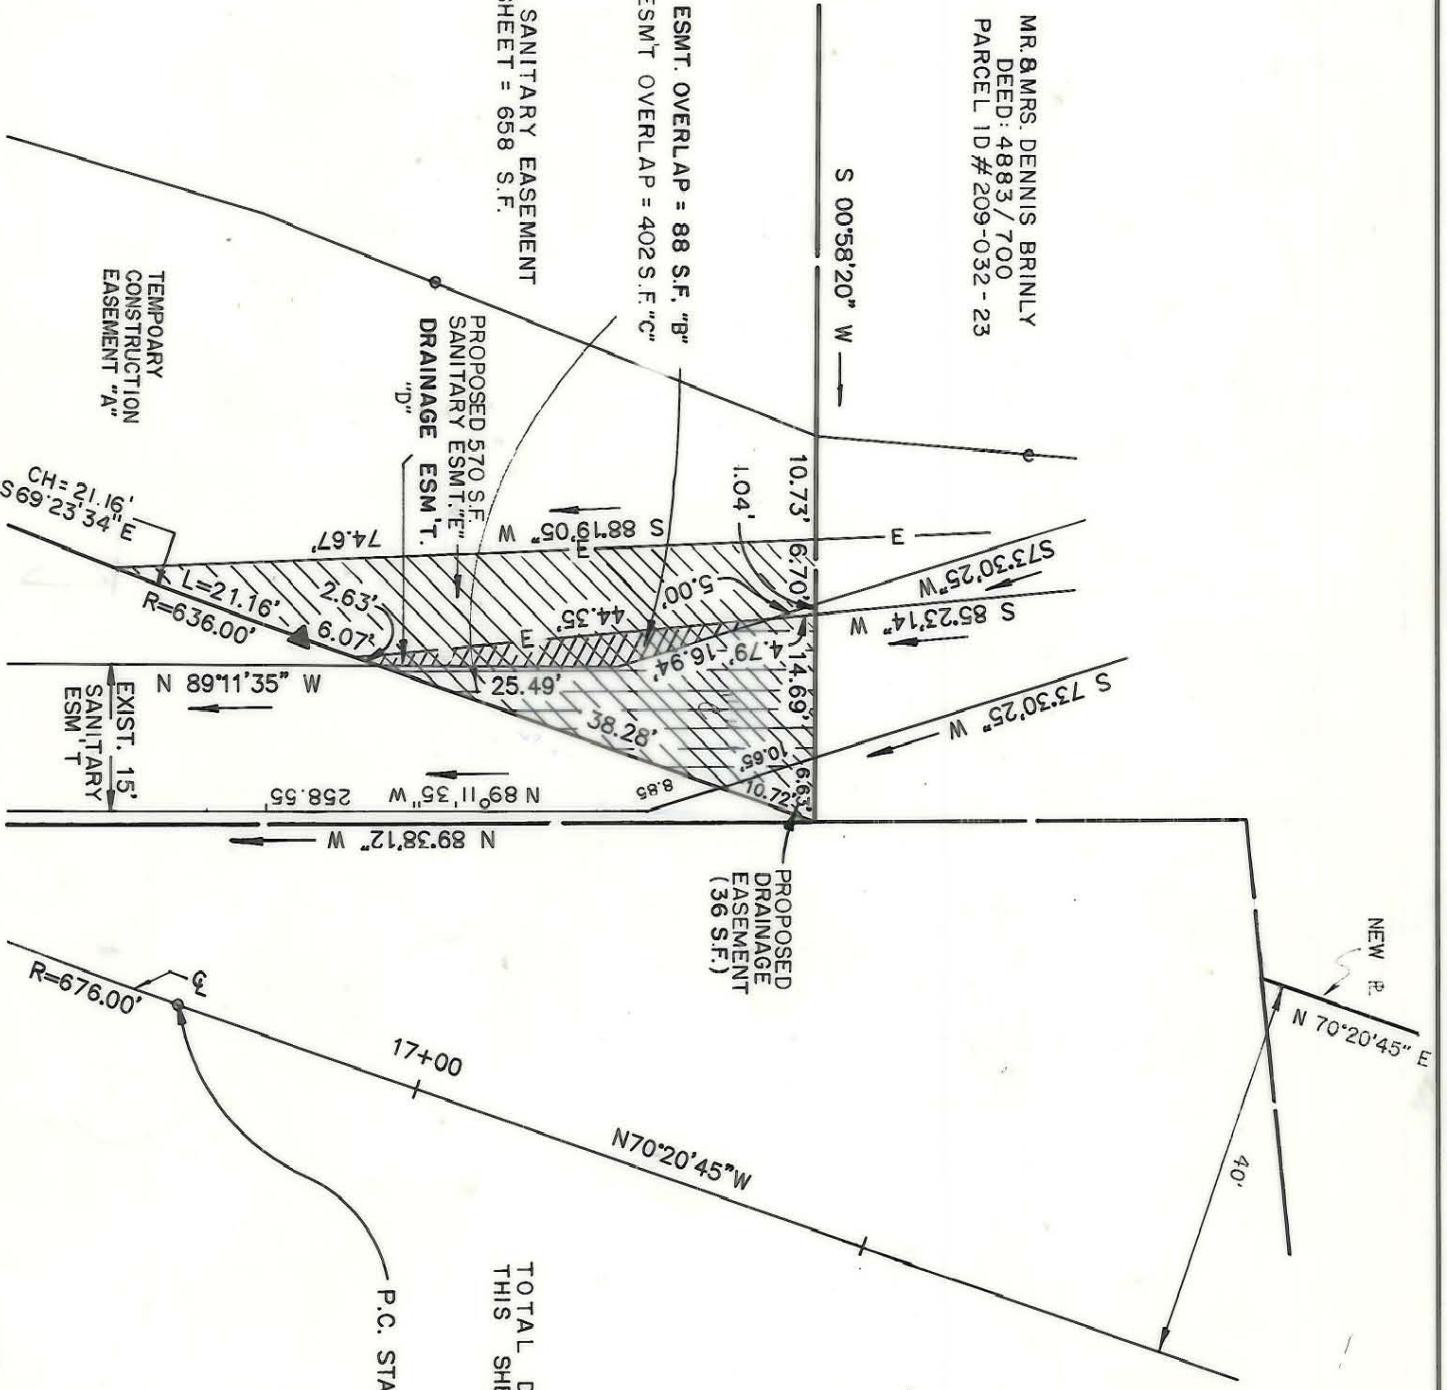 MR. & MRS. DENNIS BRINLY
DEED: 4883/700
PARCEL ID # 209-032-23
S 00°58'20" W
ESMT. OVERLAP = 88 S.F. "B"
ESM'T OVERLAP = 402 S.F. "C"
SANITARY EASEMENT
SHEET = 658 S.F.
TEMPOARY
CONSTRUCTION
EASEMENT "A"
PROPOSED 570 S.F.
SANITARY ESMT. "E"
DRAINAGE ESM'T.
"D"
CH = 21.16'
S 69°23'34" E
10.73'
1.04'
6.70'
S 88°19'05" W
74.67'
E
E
E
S73°30'25"W
S 85°23'14" W
S 73°30'25" W
5.00'
44.35'
L=21.16'
R=636.00'
2.63'
6.07'
4.79'
16.94'
14.69'
25.49'
38.28'
10.65'
6.63'
10.72'
8.85
N 89°11'35" W
EXIST. 15'
SANITARY
ESM'T
N 89°11'35" W
258.55
N 89°38'12" W
PROPOSED
DRAINAGE
EASEMENT
(36 S.F.)
NEW ₧
N 70°20'45" E
40'
R=676.00'
℄
17+00
N70°20'45"W
P.C. STA
TOTAL
THIS